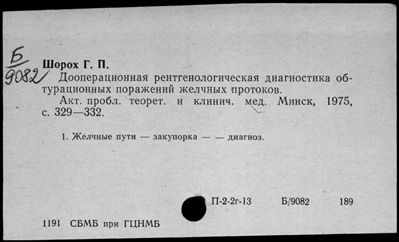 Б/9082
Шорох Г. П.
Дооперационная рентгенологическая диагностика об-
турационных поражений желчных протоков.
Акт. пробл. теорет. и клинич. мед. Минск, 1975,
с. 329—332.
1. Желчные пути — закупорка — — диагноз.
П-2-2г-13 Б/9082 189
1191 СБМБ при ГЦНМБ